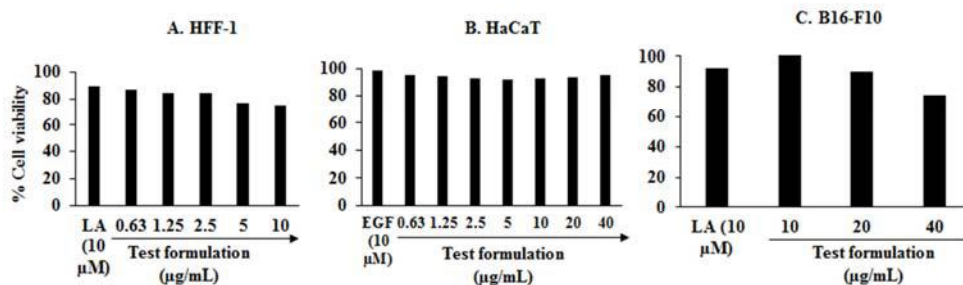 A. HFF-1
% Cell viability
100
80
60
40
20
0
LA (10 µM)
0.63 1.25 2.5 5 10
Test formulation
(µg/mL)
B. HaCaT
100
80
60
40
20
0
EGF (10 µM)
0.63 1.25 2.5 5 10 20 40
Test formulation
(µg/mL)
C. B16-F10
100
80
60
40
20
0
LA (10 µM)
10 20 40
Test formulation
(µg/mL)